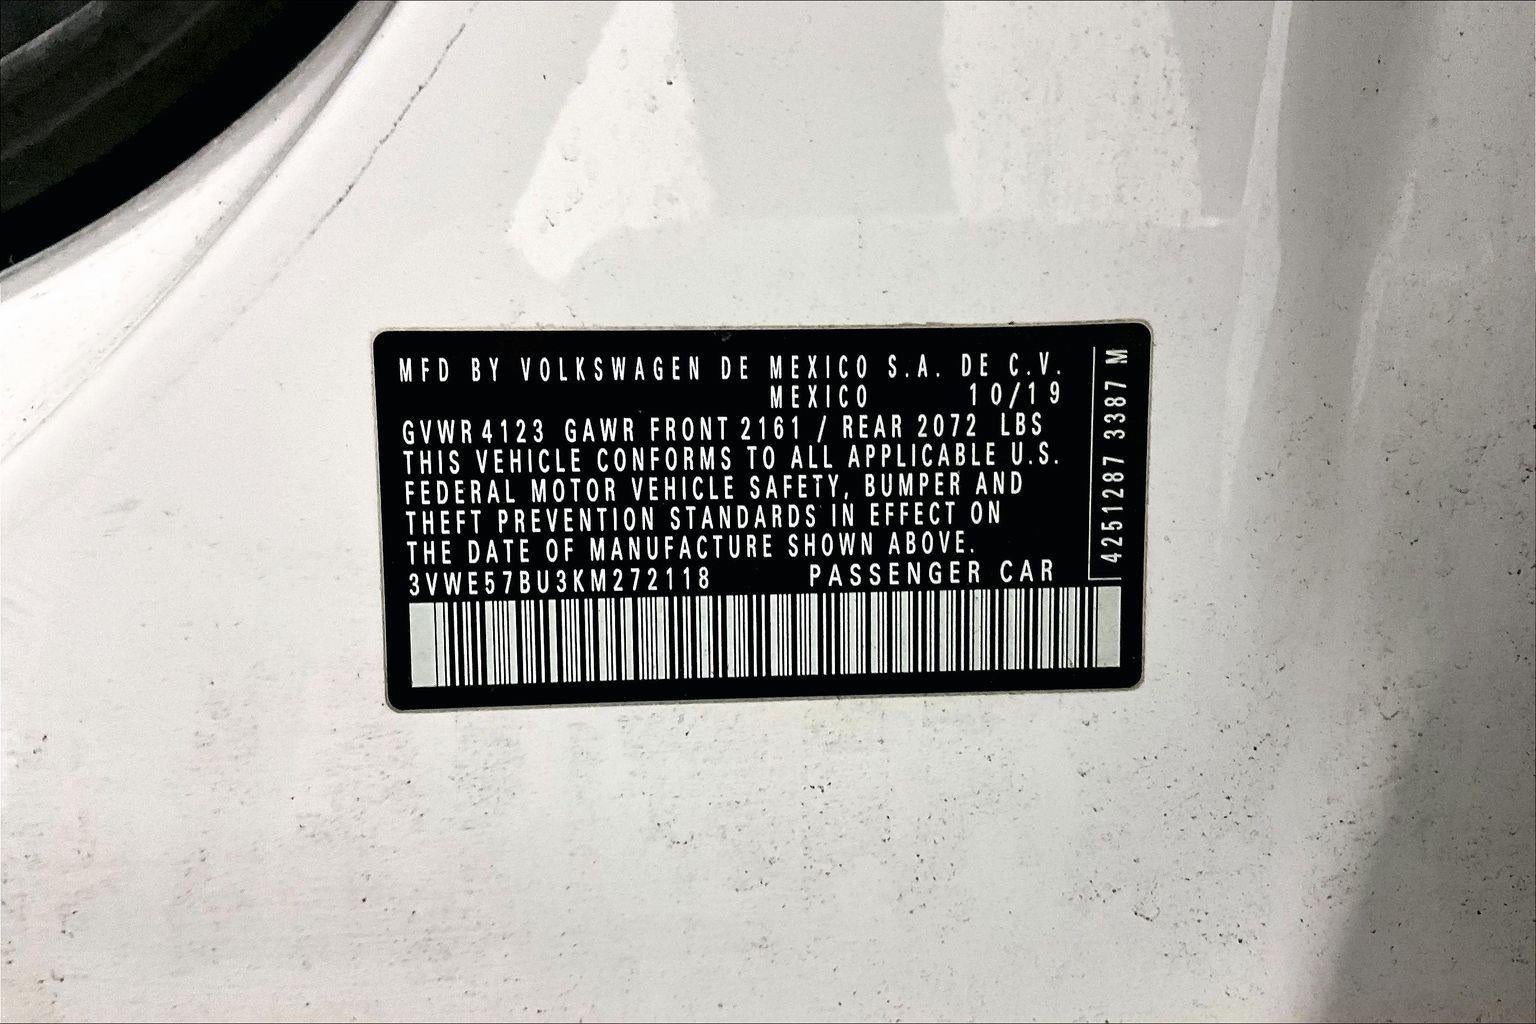 MFD BY VOLKSWAGEN DE MEXICO S.A. DE C.V.
MEXICO 10/19
GVWR 4123 GAWR FRONT 2161 / REAR 2072 LBS
THIS VEHICLE CONFORMS TO ALL APPLICABLE U.S.
FEDERAL MOTOR VEHICLE SAFETY, BUMPER AND
THEFT PREVENTION STANDARDS IN EFFECT ON
THE DATE OF MANUFACTURE SHOWN ABOVE.
3VWE57BU3KM272118 PASSENGER CAR
4251287 3387 M